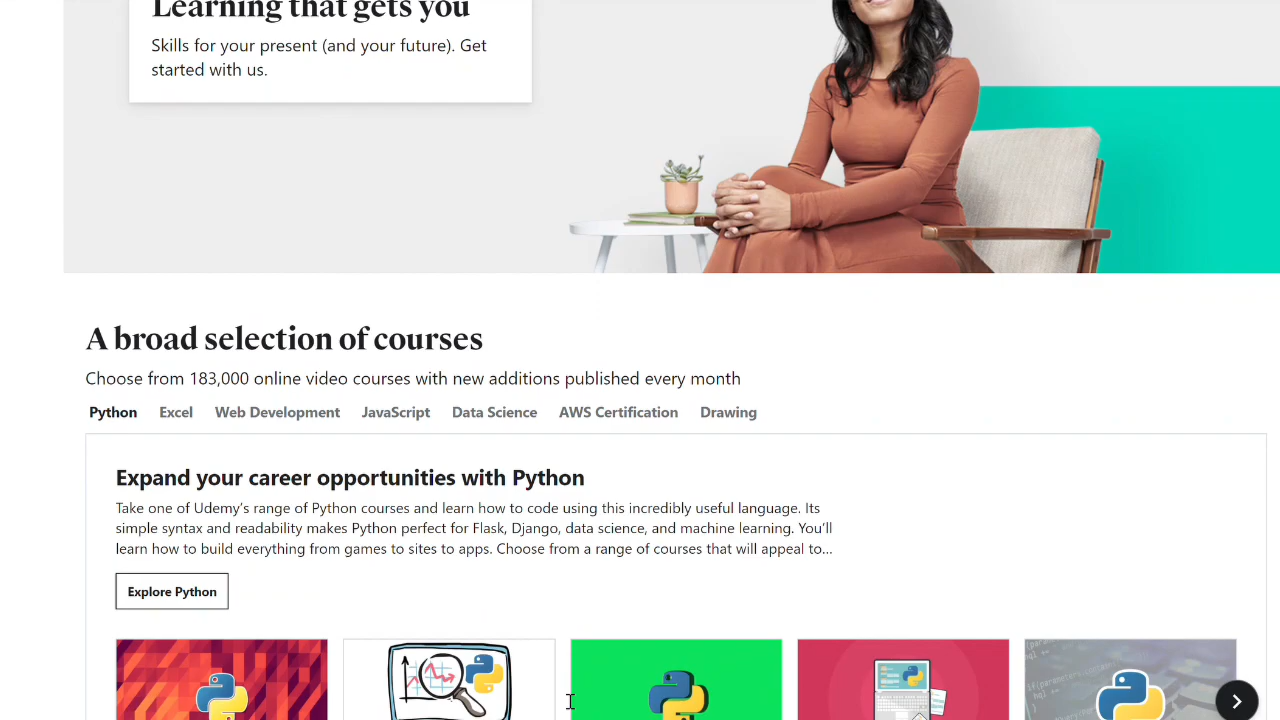 Learning that gets you
Skills for your present (and your future). Get
started with us.
A broad selection of courses
Choose from 183,000 online video courses with new additions published every month
Python Excel Web Development JavaScript Data Science AWS Certification Drawing
Expand your career opportunities with Python
Take one of Udemy’s range of Python courses and learn how to code using this incredibly useful language. Its
simple syntax and readability makes Python perfect for Flask, Django, data science, and machine learning. You’ll
learn how to build everything from games to sites to apps. Choose from a range of courses that will appeal to...
Explore Python